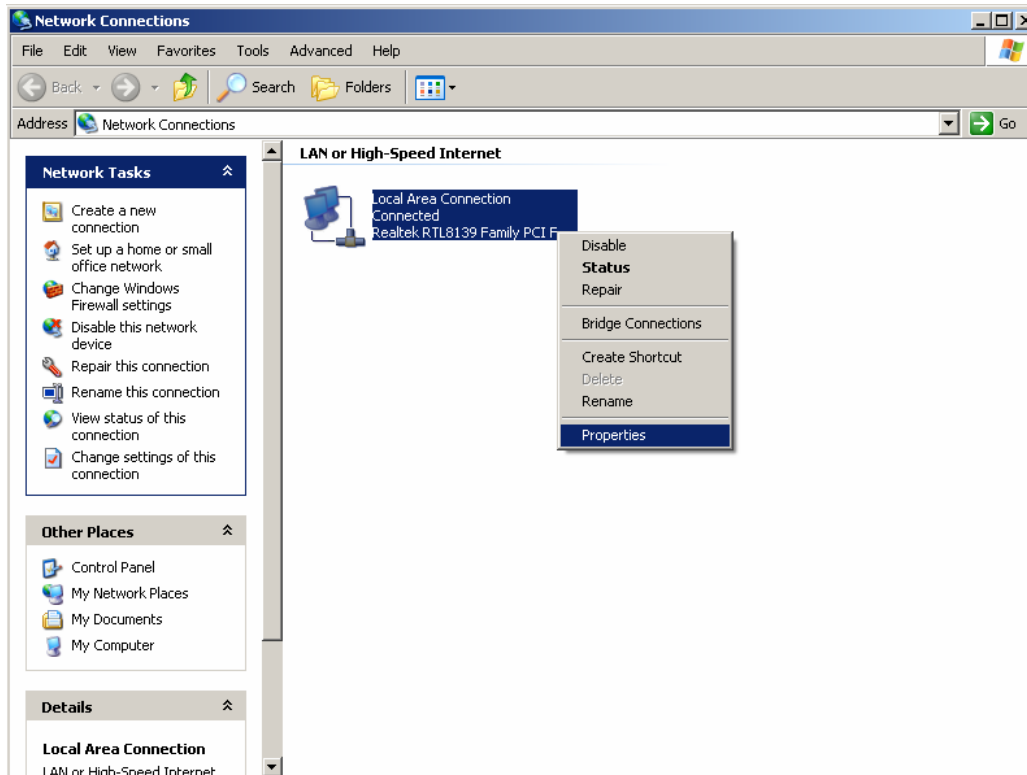 Network Connections
File Edit View Favorites Tools Advanced Help
Back Search Folders
Address Network Connections Go
Network Tasks
Create a new
connection
Set up a home or small
office network
Change Windows
Firewall settings
Disable this network
device
Repair this connection
Rename this connection
View status of this
connection
Change settings of this
connection
Other Places
Control Panel
My Network Places
My Documents
My Computer
Details
Local Area Connection
LAN or High-Speed Internet
LAN or High-Speed Internet
Local Area Connection
Connected
Realtek RTL8139 Family PCI F
Disable
Status
Repair
Bridge Connections
Create Shortcut
Delete
Rename
Properties